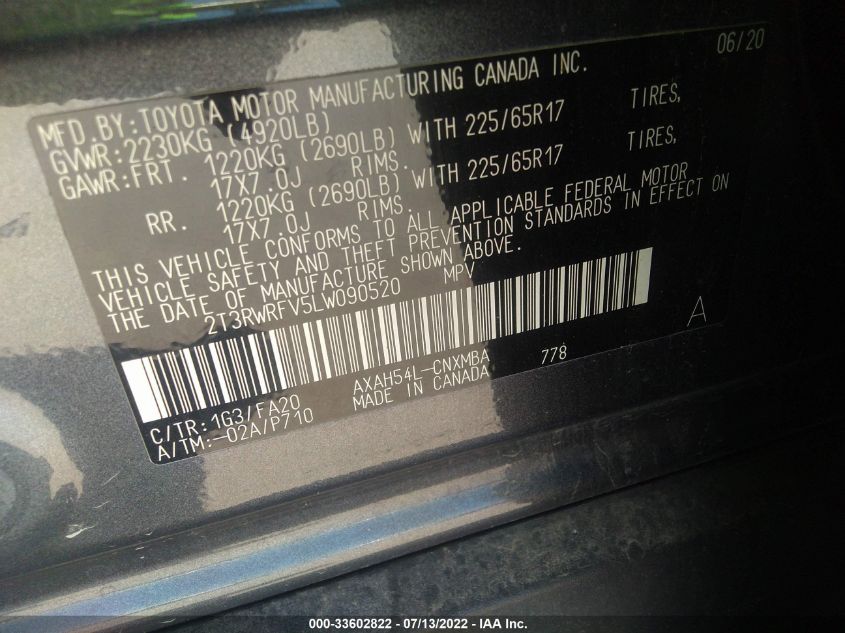 06/20
MFD.BY:TOYOTA MOTOR MANUFACTURING CANADA INC.
GVWR:2230KG (4920LB)
GAWR:FRT. 1220KG (2690LB) WITH 225/65R17 TIRES,
17X7.0J RIMS.
RR. 1220KG (2690LB) WITH 225/65R17 TIRES,
17X7.0J RIMS.
THIS VEHICLE CONFORMS TO ALL APPLICABLE FEDERAL MOTOR
VEHICLE SAFETY AND THEFT PREVENTION STANDARDS IN EFFECT ON
THE DATE OF MANUFACTURE SHOWN ABOVE.
2T3RWRFV5LW090520 MPV
A
AXAH54L-CNXMBA 778
C/TR:1G3/FA20 MADE IN CANADA
A/TM:-02A/P710
000-33602822 - 07/13/2022 - IAA Inc.